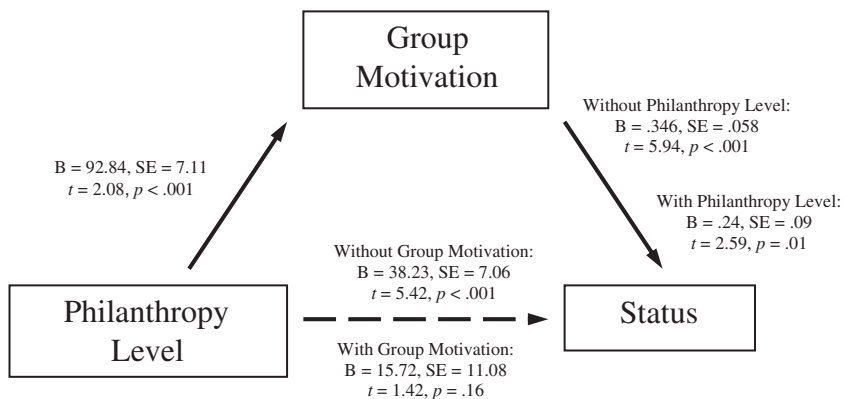 Group
Motivation
Without Philanthropy Level:
B = .346, SE = .058
t = 5.94, p < .001
B = 92.84, SE = 7.11
t = 2.08, p < .001
With Philanthropy Level:
B = .24, SE = .09
t = 2.59, p = .01
Without Group Motivation:
B = 38.23, SE = 7.06
t = 5.42, p < .001
Philanthropy
Level
Status
With Group Motivation:
B = 15.72, SE = 11.08
t = 1.42, p = .16